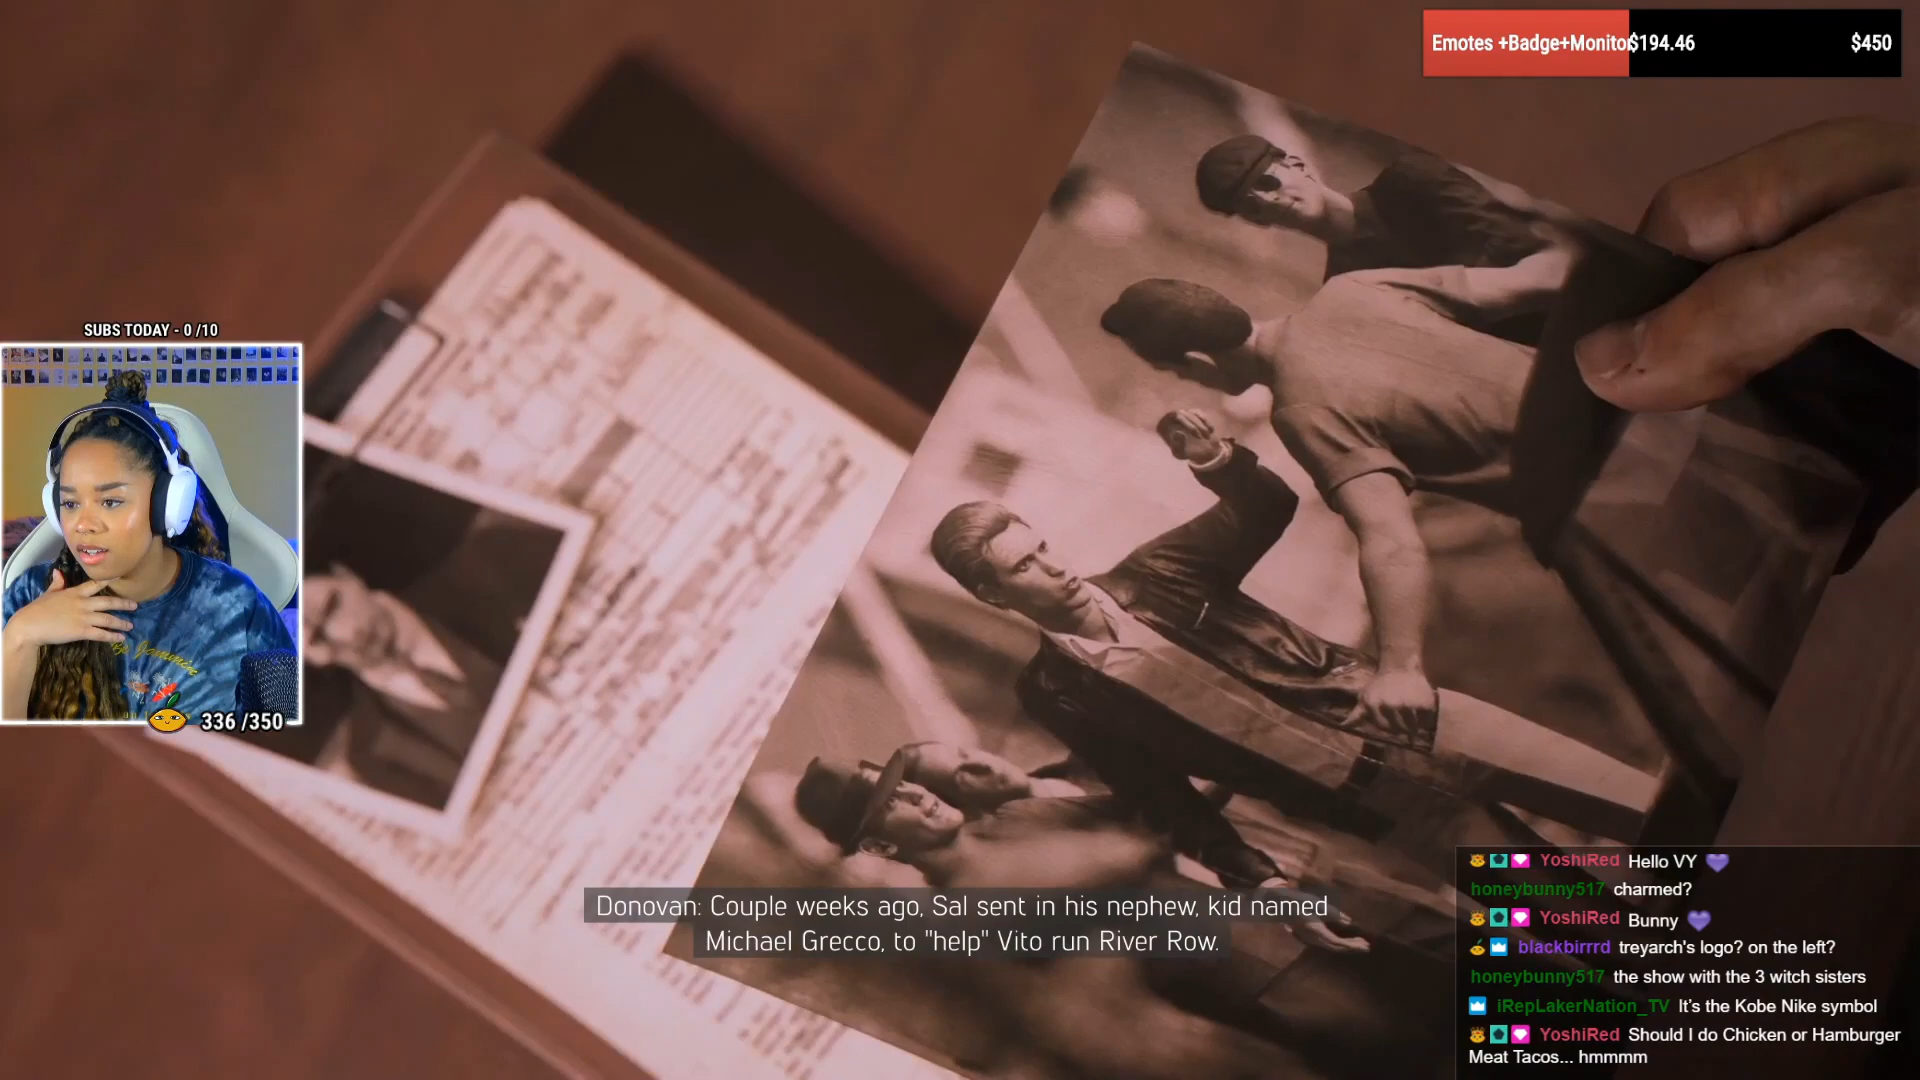 Emotes +Badge+Monitor $194.46 $450
SUBS TODAY - 0 /10
336 /350
Donovan: Couple weeks ago, Sal sent in his nephew, kid named
Michael Grecco, to "help" Vito run River Row.
YoshiRed Hello VY
honeybunny517 charmed?
YoshiRed Bunny
blackbirrrd treyarch's logo? on the left?
honeybunny517 the show with the 3 witch sisters
iRepLakerNation_TV It's the Kobe Nike symbol
YoshiRed Should I do Chicken or Hamburger
Meat Tacos... hmmmm